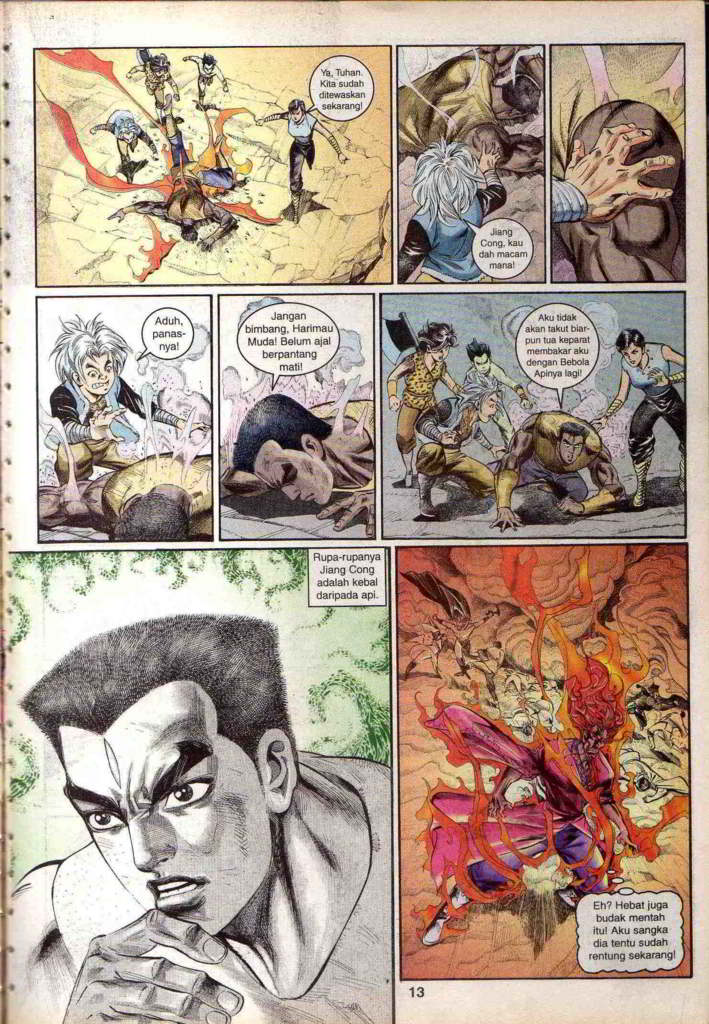 Ya, Tuhan.
Kita sudah
ditewaskan
sekarang!
Jiang
Cong, kau
dah macam
mana!
Aduh,
panas-
nya!
Jangan
bimbang, Harimau
Muda! Belum ajal
berpantang
mati!
Aku tidak
akan takut biar-
pun tua keparat
membakar aku
dengan Bebola
Apinya lagi!
Rupa-rupanya
Jiang Cong
adalah kebal
daripada api.
Eh? Hebat juga
budak mentah
itu! Aku sangka
dia tentu sudah
rentung sekarang!
13